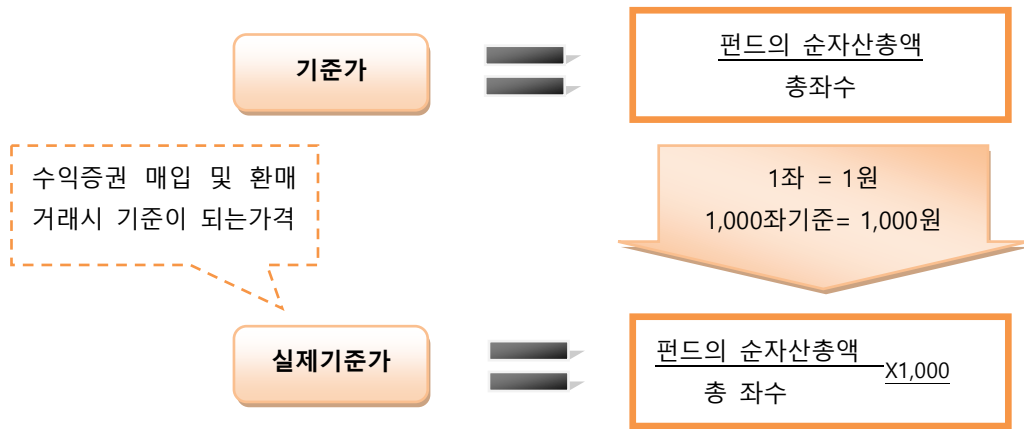 기준가
펀드의 순자산총액
총좌수
수익증권 매입 및 환매
거래시 기준이 되는가격
1좌 = 1원
1,000좌기준= 1,000원
실제기준가
펀드의 순자산총액
총 좌수
X1,000